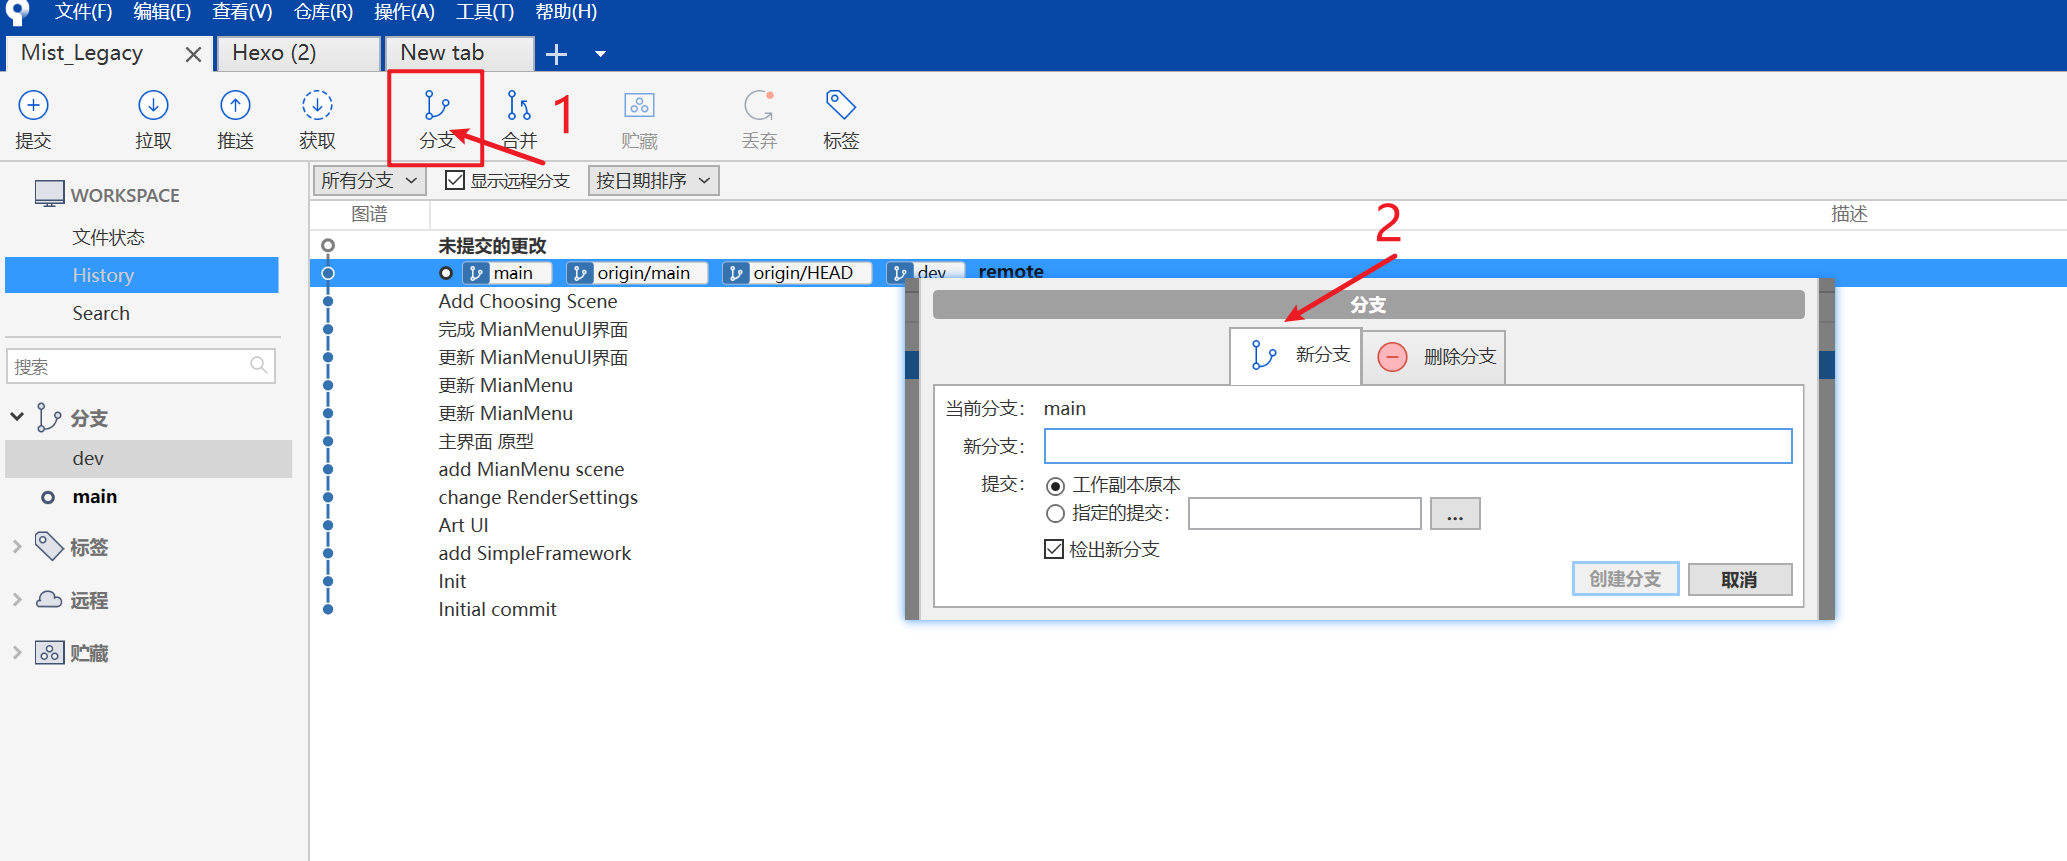 文件(F) 编辑(E) 查看(V) 仓库(R) 操作(A) 工具(T) 帮助(H)
Mist_Legacy Hexo (2) New tab
提交 拉取 推送 获取 分支 合并 贮藏 丢弃 标签
1
所有分支 显示远程分支 按日期排序
图谱 描述
2
WORKSPACE
文件状态
History
Search
搜索
分支
dev
main
标签
远程
贮藏
未提交的更改
main origin/main origin/HEAD dev remote
Add Choosing Scene
完成 MianMenuUI界面
更新 MianMenuUI界面
更新 MianMenu
更新 MianMenu
主界面 原型
add MianMenu scene
change RenderSettings
Art UI
add SimpleFramework
Init
Initial commit
分支
新分支 删除分支
当前分支： main
新分支：
提交： 工作副本原本
指定的提交： ...
检出新分支
创建分支 取消